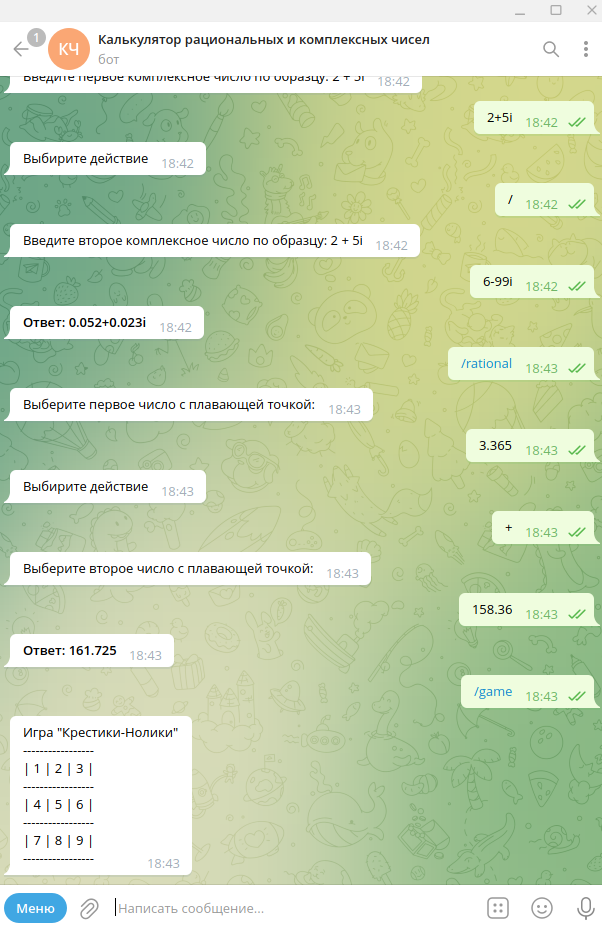 1
КЧ
Калькулятор рациональных и комплексных чисел
бот
Введите первое комплексное число по образцу: 2 + 5i 18:42
2+5i 18:42
Выбирите действие 18:42
/ 18:42
Введите второе комплексное число по образцу: 2 + 5i 18:42
6-99i 18:42
Ответ: 0.052+0.023i 18:42
/rational 18:43
Выберите первое число с плавающей точкой: 18:43
3.365 18:43
Выбирите действие 18:43
+ 18:43
Выберите второе число с плавающей точкой: 18:43
158.36 18:43
Ответ: 161.725 18:43
/game 18:43
Игра "Крестики-Нолики"
-----------------
| 1 | 2 | 3 |
-----------------
| 4 | 5 | 6 |
-----------------
| 7 | 8 | 9 |
-----------------
18:43
Меню
Написать сообщение...